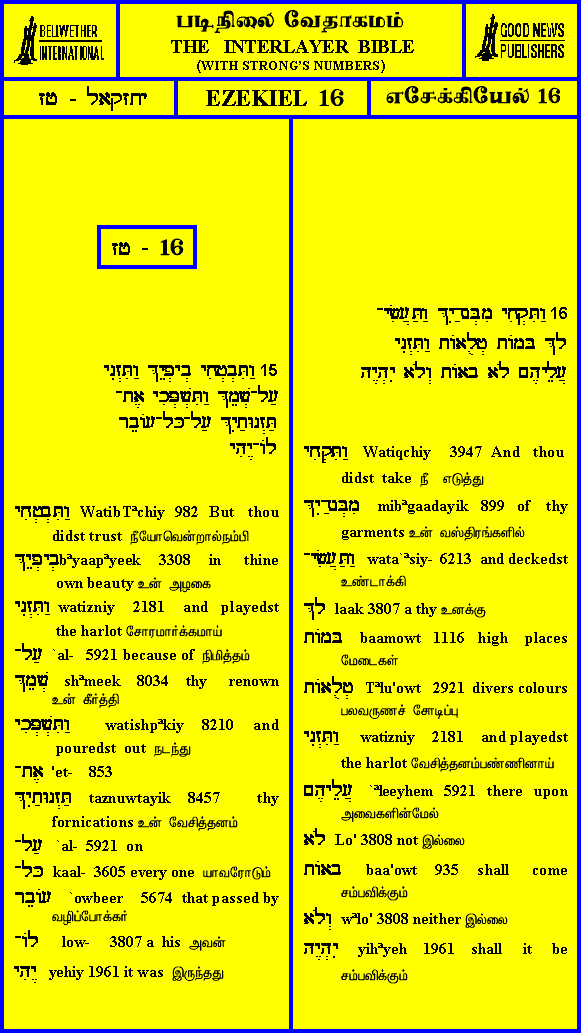 BELLWETHER
INTERNATIONAL
படிநிலை வேதாகமம்
THE INTERLAYER BIBLE
(WITH STRONG'S NUMBERS)
GOOD NEWS
PUBLISHERS
יחזקאל - טז
EZEKIEL 16
எசேக்கியேல் 16
טז - 16
15 וַתִּבְטְחִי בְיָפְיֵךְ וַתִּזְנִי
עַל־שְׁמֵךְ וַתִּשְׁפְּכִי אֶת־
תַּזְנוּתַיִךְ עַל־כׇּל־עוֹבֵר
לוֹ־יֶהִי
וַתִּבְטְחִי WatibTªchiy 982 But thou
didst trust நீயோவென்றால்நம்பி
בְיָפְיֵךְ bªyaapªyeek 3308 in thine
own beauty உன் அழகை
וַתִּזְנִי watizniy 2181 and playedst
the harlot சோரமார்க்கமாய்
עַל־ `al- 5921 because of நிமித்தம்
שְׁמֵךְ shªmeek 8034 thy renown
உன் கீர்த்தி
וַתִּשְׁפְּכִי watishpªkiy 8210 and
pouredst out நடந்து
אֶת־ 'et- 853
תַּזְנוּתַיִךְ taznuwtayik 8457 thy
fornications உன் வேசித்தனம்
עַל־ `al- 5921 on
כׇּל־ kaal- 3605 every one யாவரோடும்
עוֹבֵר `owbeer 5674 that passed by
வழிப்போக்கர்
לוֹ־ low- 3807 a his அவன்
יֶהִי yehiy 1961 it was இருந்தது
16 וַתִּקְחִי מִבְּגָדַיִךְ וַתַּעֲשִׂי־
לָךְ בָּמוֹת טְלֻאוֹת וַתִּזְנִי
עֲלֵיהֶם לֹא בָאוֹת וְלֹא יִהְיֶה
וַתִּקְחִי Watiqchiy 3947 And thou
didst take நீ எடுத்து
מִבְּגָדַיִךְ mibªgaadayik 899 of thy
garments உன் வஸ்திரங்களில்
וַתַּעֲשִׂי־ wata`ªsiy- 6213 and deckedst
உண்டாக்கி
לָךְ laak 3807 a thy உனக்கு
בָּמוֹת baamowt 1116 high places
மேடைகள்
טְלֻאוֹת Tªlu'owt 2921 divers colours
பலவருணச் சோடிப்பு
וַתִּזְנִי watizniy 2181 and playedst
the harlot வேசித்தனம்பண்ணினாய்
עֲלֵיהֶם `ªleeyhem 5921 there upon
அவைகளின்மேல்
לֹא Lo' 3808 not இல்லை
בָאוֹת baa'owt 935 shall come
சம்பவிக்கும்
וְלֹא wªlo' 3808 neither இல்லை
יִהְיֶה yihªyeh 1961 shall it be
சம்பவிக்கும்